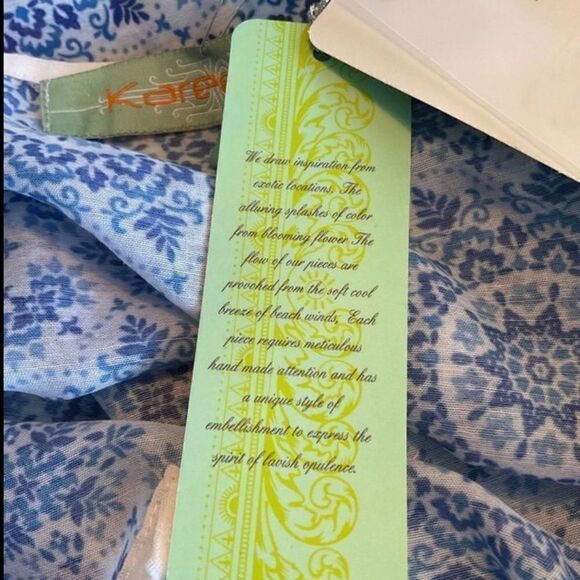 We draw inspiration from
exotic locations. The
alluring splashes of color
from blooming flower The
flow of our pieces are
provohed from the soft cool
breeze of beach winds, Each
piece requires meticulous
hand made attention and has
a unique style of
embellishment to express the
spirit of lavish opulence.